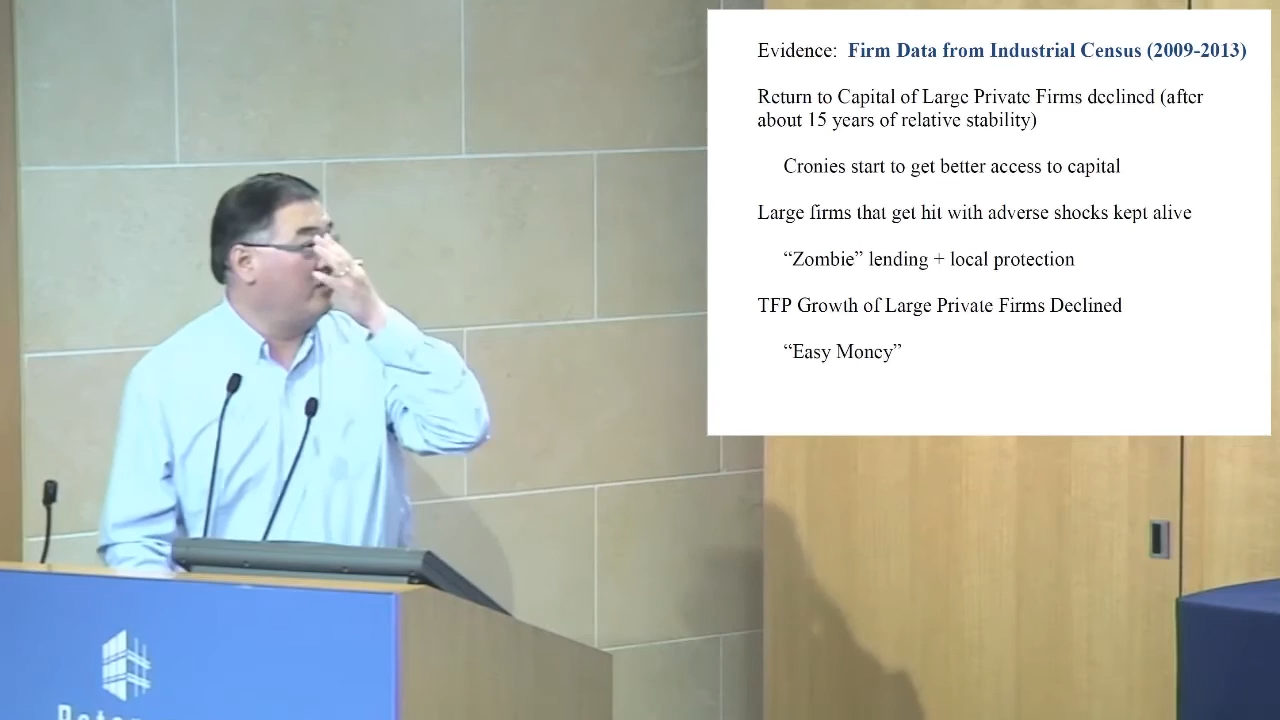 Evidence: Firm Data from Industrial Census (2009-2013)
Return to Capital of Large Private Firms declined (after
about 15 years of relative stability)
Cronies start to get better access to capital
Large firms that get hit with adverse shocks kept alive
“Zombie” lending + local protection
TFP Growth of Large Private Firms Declined
“Easy Money”